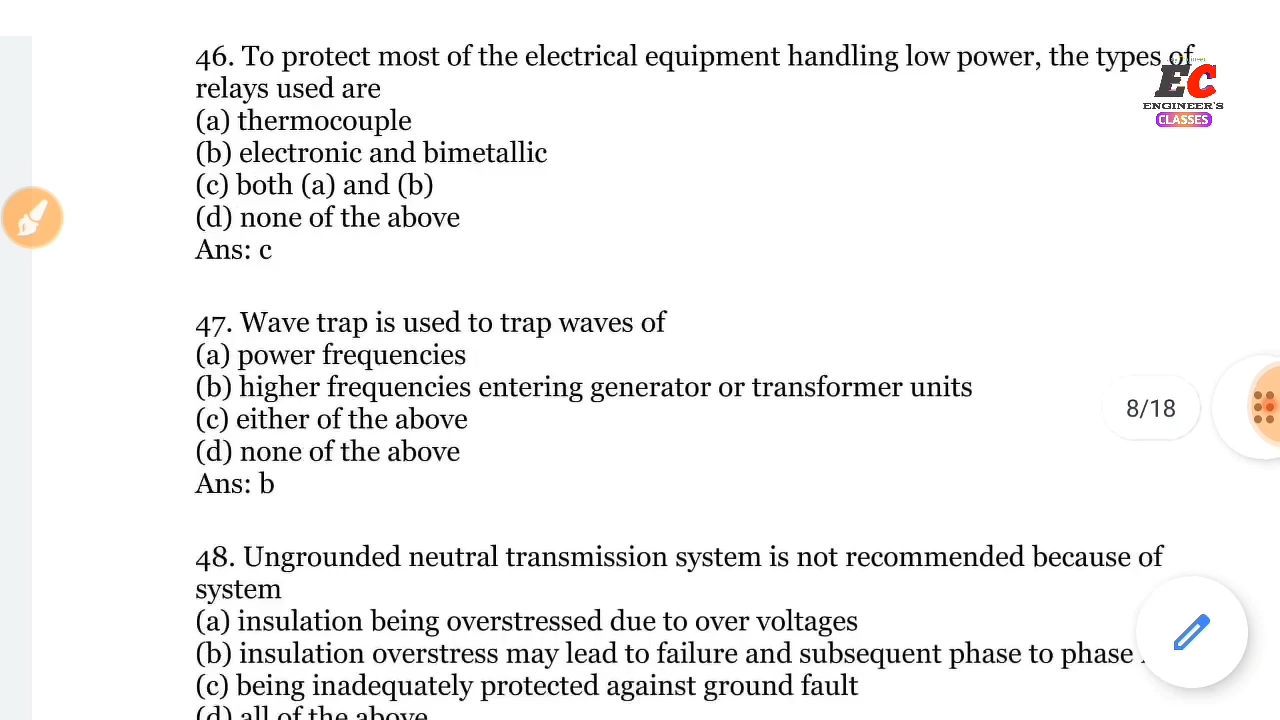 46. To protect most of the electrical equipment handling low power, the types of
relays used are
(a) thermocouple
(b) electronic and bimetallic
(c) both (a) and (b)
(d) none of the above
Ans: c
EC
ENGINEER'S
CLASSES
47. Wave trap is used to trap waves of
(a) power frequencies
(b) higher frequencies entering generator or transformer units
(c) either of the above
(d) none of the above
Ans: b
8/18
48. Ungrounded neutral transmission system is not recommended because of
system
(a) insulation being overstressed due to over voltages
(b) insulation overstress may lead to failure and subsequent phase to phase
(c) being inadequately protected against ground fault
(d) all of the above